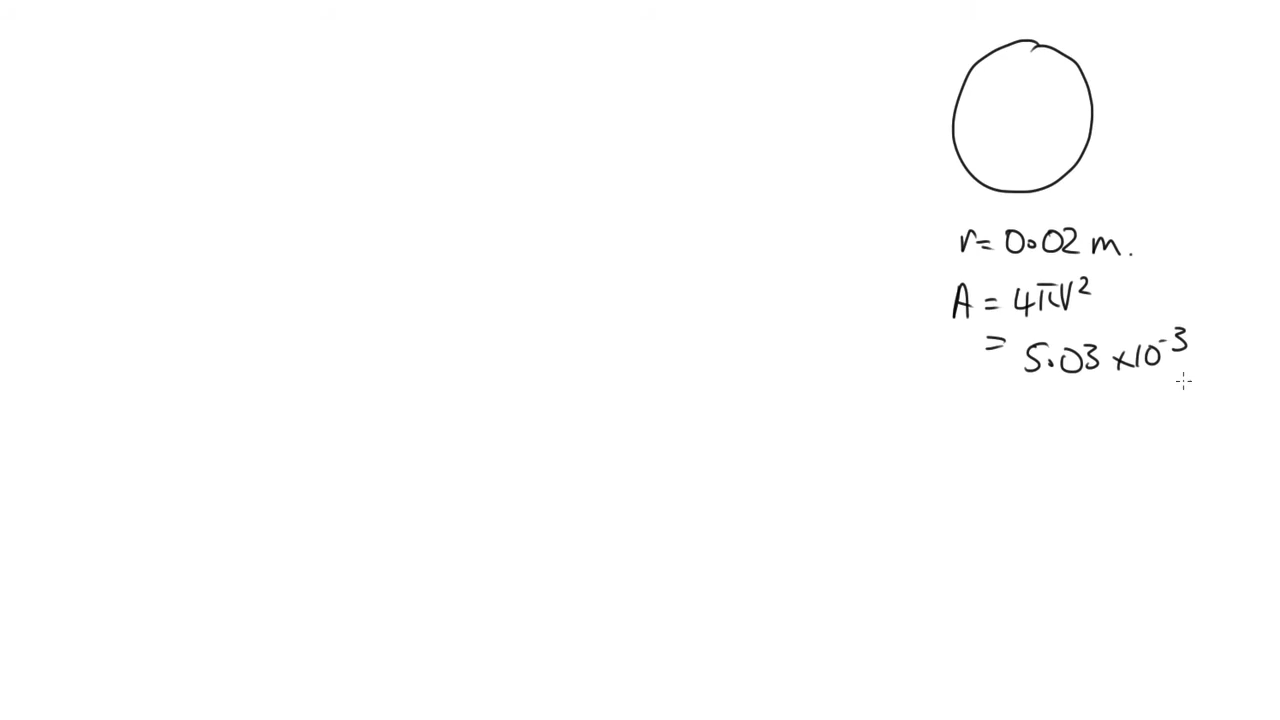 r= 0.02 m.
A = 4πr²
= 5.03 ×10⁻³